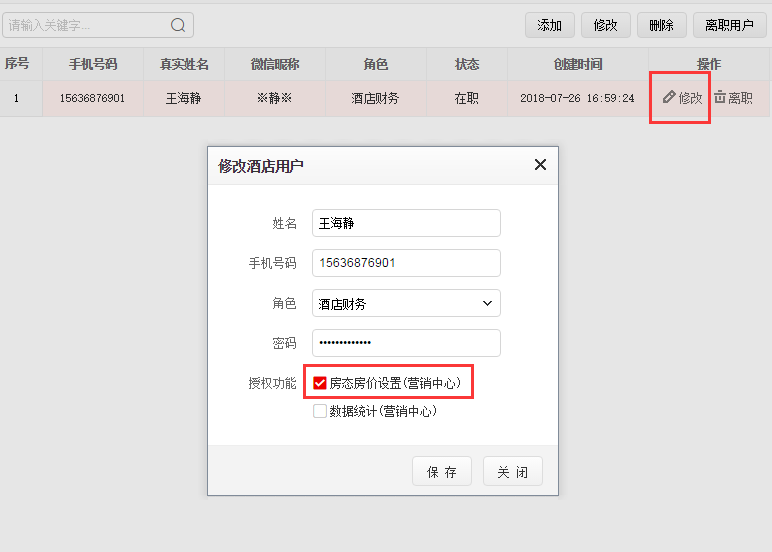 请输入关键字... 添加 修改 删除 离职用户
序号 手机号码 真实姓名 微信昵称 角色 状态 创建时间 操作
1 15636876901 王海静 ※静※ 酒店财务 在职 2018-07-26 16:59:24 修改 离职
修改酒店用户
姓名 王海静
手机号码 15636876901
角色 酒店财务
密码 •••••••••••••
授权功能 房态房价设置(营销中心)
数据统计(营销中心)
保 存 关 闭